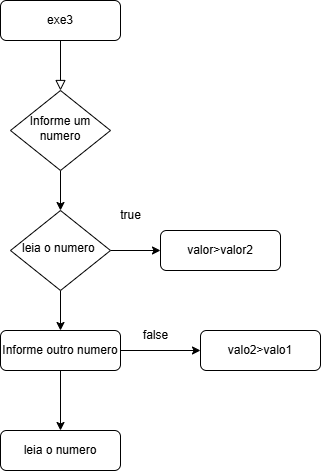 exe3
Informe um
numero
true
leia o numero
valor>valor2
false
Informe outro numero
valo2>valo1
leia o numero